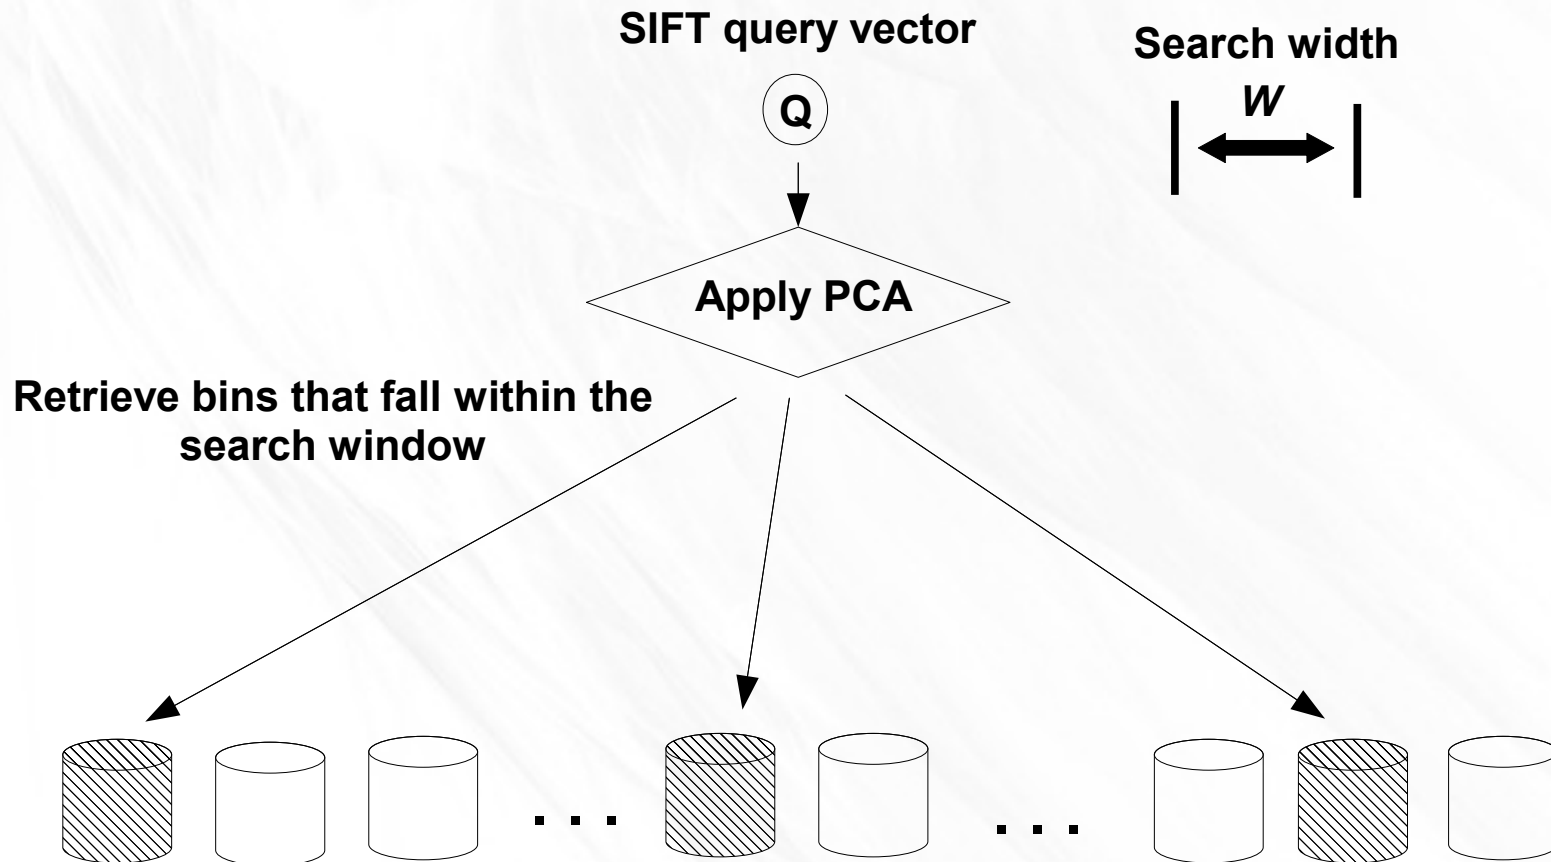 SIFT query vector
Q
Search width
W
Apply PCA
Retrieve bins that fall within the
search window
. . .
. . .